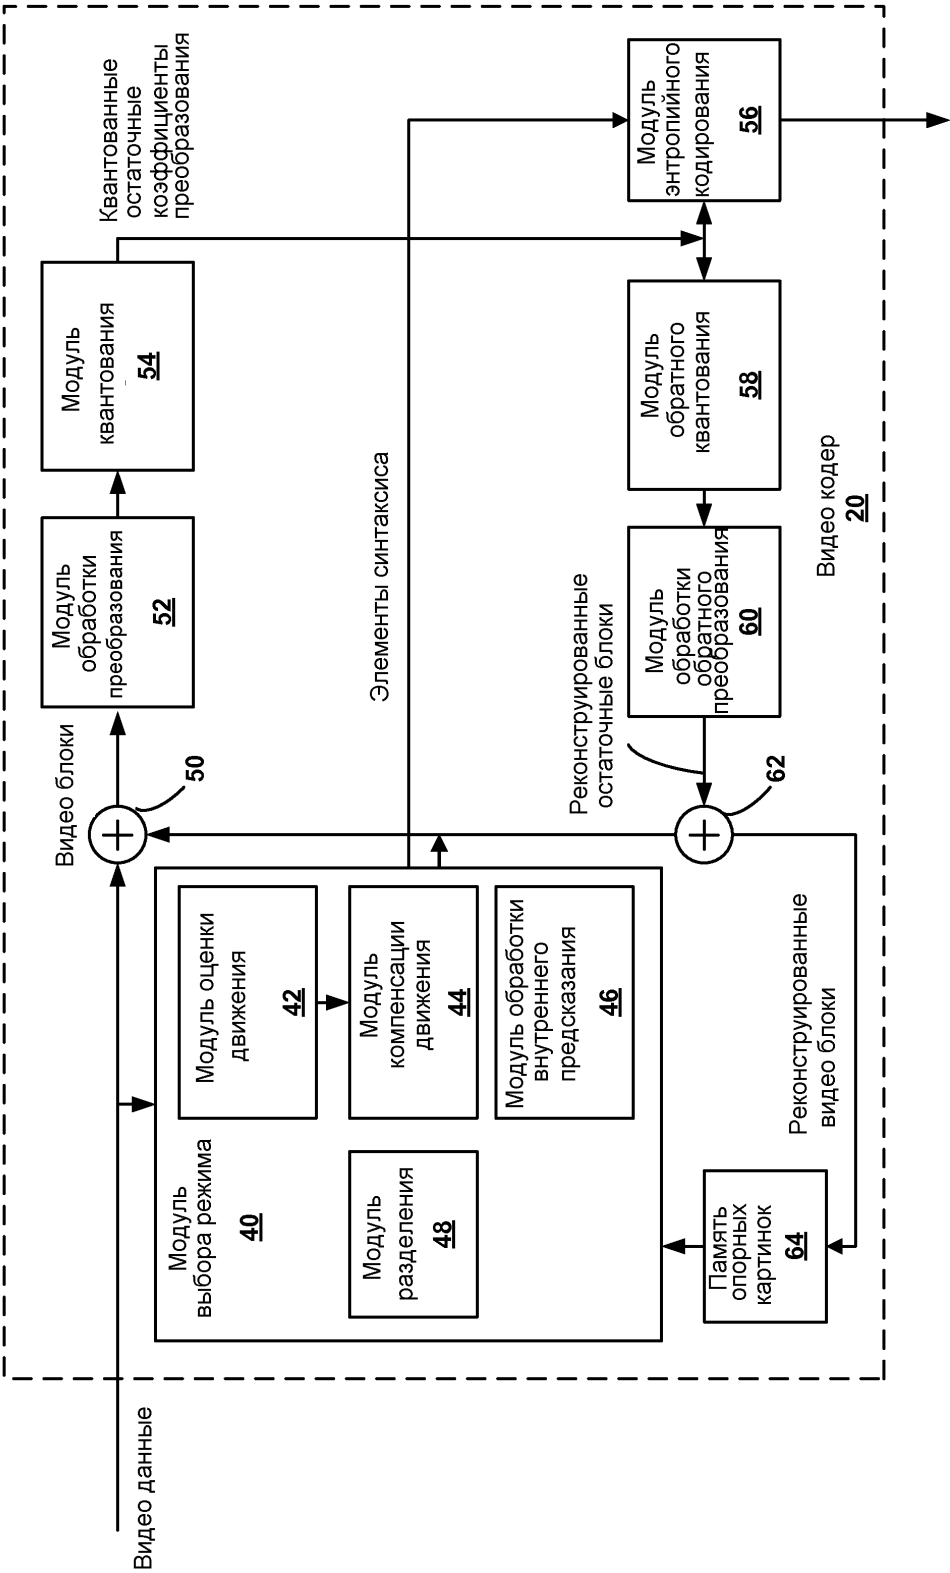 Видео данные
Модуль
выбора режима
40
Модуль оценки
движения
42
Модуль
компенсации
движения
44
Модуль обработки
внутреннего
предсказания
46
Модуль
разделения
48
Видео блоки
50
Модуль
обработки
преобразования
52
Модуль
квантования
54
Квантованные
остаточные
коэффициенты
преобразования
Элементы синтаксиса
Модуль
энтропийного
кодирования
56
Модуль
обратного
квантования
58
Модуль
обработки
обратного
преобразования
60
Реконструированные
остаточные блоки
62
Реконструированные
видео блоки
Память
опорных
картинок
64
Видео кодер
20